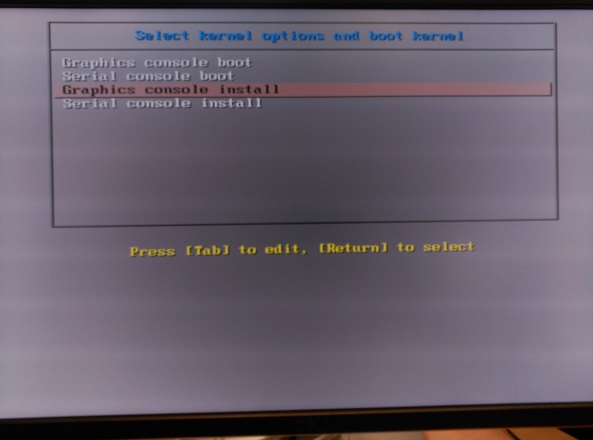 Select kernel options and boot kernel
Graphics console boot
Serial console boot
Graphics console install
Serial console install
Press [Tab] to edit, [Return] to select